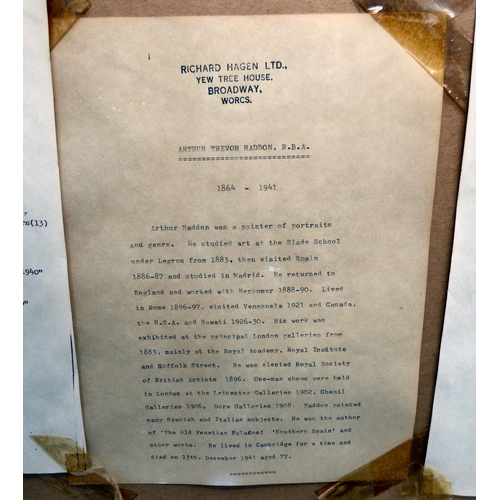 RICHARD HAGEN LTD.,
YEW TREE HOUSE,
BROADWAY,
WORCS.
ARTHUR TREVOR HADDON, R.B.A.
1864 - 1941
Arthur Haddon was a painter of portraits
and genre. He studied art at the Slade School
under Legros from 1883, then visited Spain
1886-87 and studied in Madrid. He returned to
England and worked with Herkomer 1888-90. Lived
in Rome 1896-97, visited Venezuela 1921 and Canada,
the U.S.A. and Hawaii 1926-30. His work was
exhibited at the principal London galleries from
1883, mainly at the Royal Academy, Royal Institute
and Suffolk Street. He was elected Royal Society
of British Artists 1896. One-man shows were held
in London at the Leicester Galleries 1902, Chenil
Galleries 1906, Dore Galleries 1908. Haddon painted
many Spanish and Italian subjects. He was the author
of 'The Old Venetian Palaces' 'Southern Spain' and
other works. He lived in Cambridge for a time and
died on 13th. December 1941 aged 77.
(13)
.940"